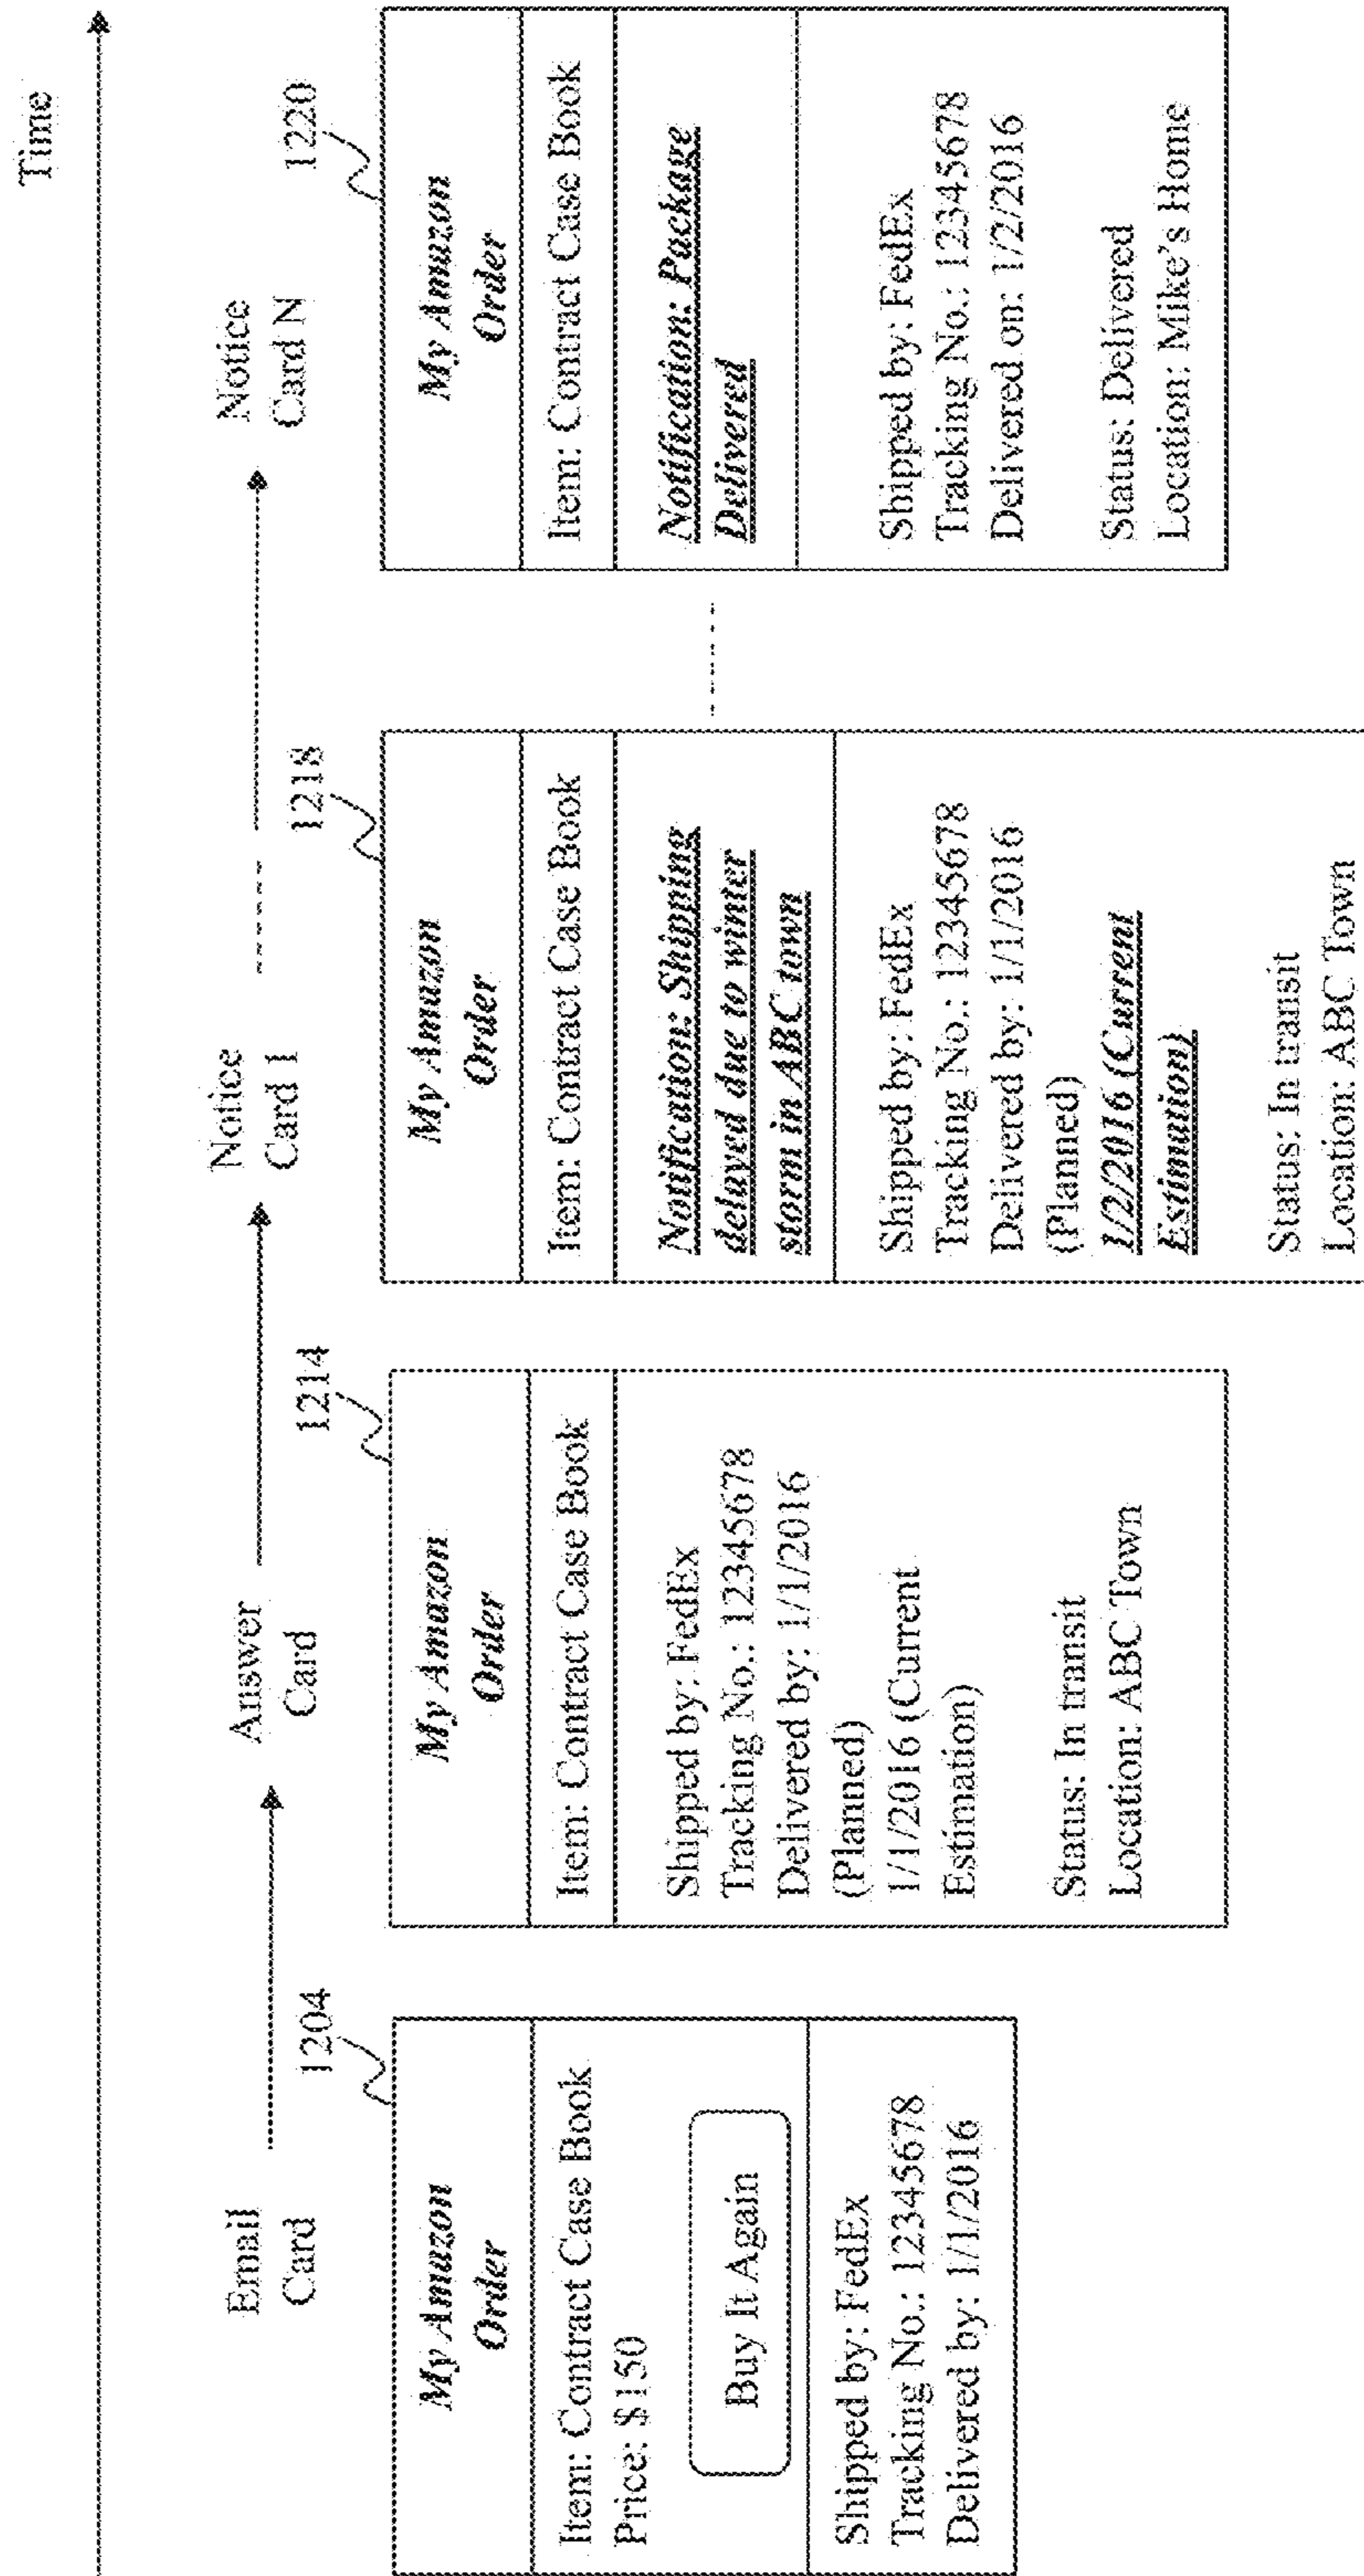 Time
Email
Card
Answer
Card
Notice
Card 1
Notice
Card N
1204
My Amazon
Order
Item: Contract Case Book
Price: $150
Buy It Again
Shipped by: FedEx
Tracking No.: 12345678
Delivered by: 1/1/2016
1214
My Amazon
Order
Item: Contract Case Book
Shipped by: FedEx
Tracking No.: 12345678
Delivered by: 1/1/2016
(Planned)
1/1/2016 (Current
Estimation)
Status: In transit
Location: ABC Town
1218
My Amazon
Order
Item: Contract Case Book
Notification: Shipping
delayed due to winter
storm in ABC town
Shipped by: FedEx
Tracking No.: 12345678
Delivered by: 1/1/2016
(Planned)
1/2/2016 (Current
Estimation)
Status: In transit
Location: ABC Town
1220
My Amazon
Order
Item: Contract Case Book
Notification: Package
Delivered
Shipped by: FedEx
Tracking No.: 12345678
Delivered on: 1/2/2016
Status: Delivered
Location: Mike's Home